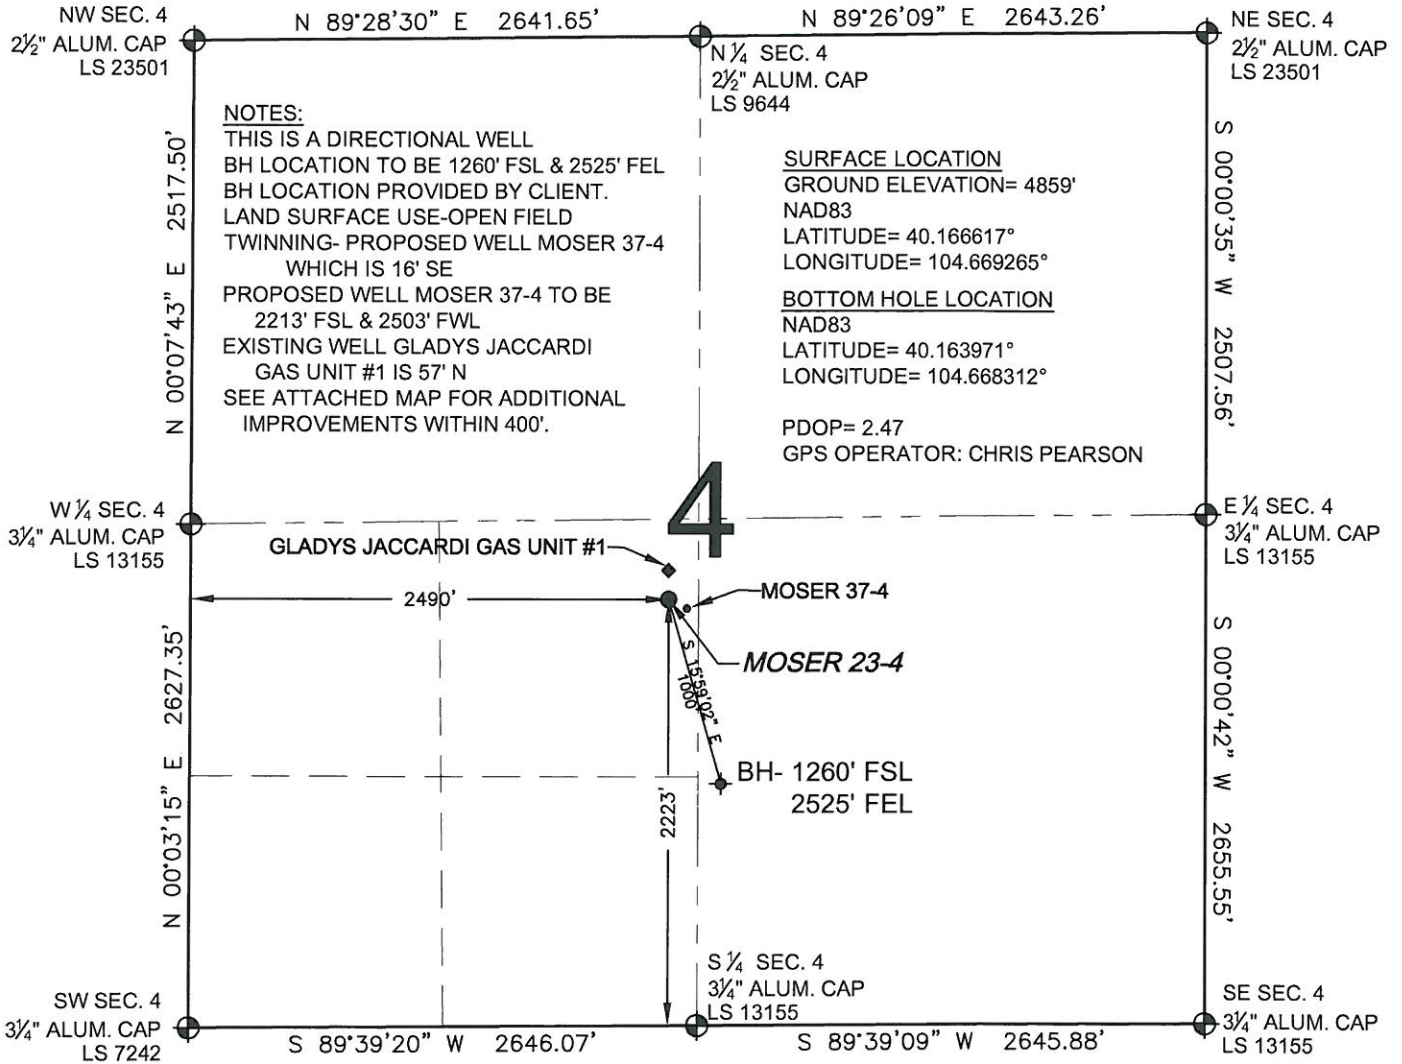 NW SEC. 4
2½" ALUM. CAP
LS 23501
N 89°28'30" E 2641.65'
N ¼ SEC. 4
2½" ALUM. CAP
LS 9644
N 89°26'09" E 2643.26'
NE SEC. 4
2½" ALUM. CAP
LS 23501
NOTES:
THIS IS A DIRECTIONAL WELL
BH LOCATION TO BE 1260' FSL & 2525' FEL
BH LOCATION PROVIDED BY CLIENT.
LAND SURFACE USE-OPEN FIELD
TWINNING- PROPOSED WELL MOSER 37-4
WHICH IS 16' SE
PROPOSED WELL MOSER 37-4 TO BE
2213' FSL & 2503' FWL
EXISTING WELL GLADYS JACCARDI
GAS UNIT #1 IS 57' N
SEE ATTACHED MAP FOR ADDITIONAL
IMPROVEMENTS WITHIN 400'.
SURFACE LOCATION
GROUND ELEVATION= 4859'
NAD83
LATITUDE= 40.166617°
LONGITUDE= 104.669265°
BOTTOM HOLE LOCATION
NAD83
LATITUDE= 40.163971°
LONGITUDE= 104.668312°
PDOP= 2.47
GPS OPERATOR: CHRIS PEARSON
N 00°07'43" E 2517.50'
S 00°00'35" W 2507.56'
4
W ¼ SEC. 4
3¼" ALUM. CAP
LS 13155
E ¼ SEC. 4
3¼" ALUM. CAP
LS 13155
GLADYS JACCARDI GAS UNIT #1
2490'
MOSER 37-4
MOSER 23-4
S 15°59'02" E
1000'
BH- 1260' FSL
2525' FEL
2223'
N 00°03'15" E 2627.35'
S 00°00'42" W 2655.55'
SW SEC. 4
3¼" ALUM. CAP
LS 7242
S 89°39'20" W 2646.07'
S ¼ SEC. 4
3¼" ALUM. CAP
LS 13155
S 89°39'09" W 2645.88'
SE SEC. 4
3¼" ALUM. CAP
LS 13155